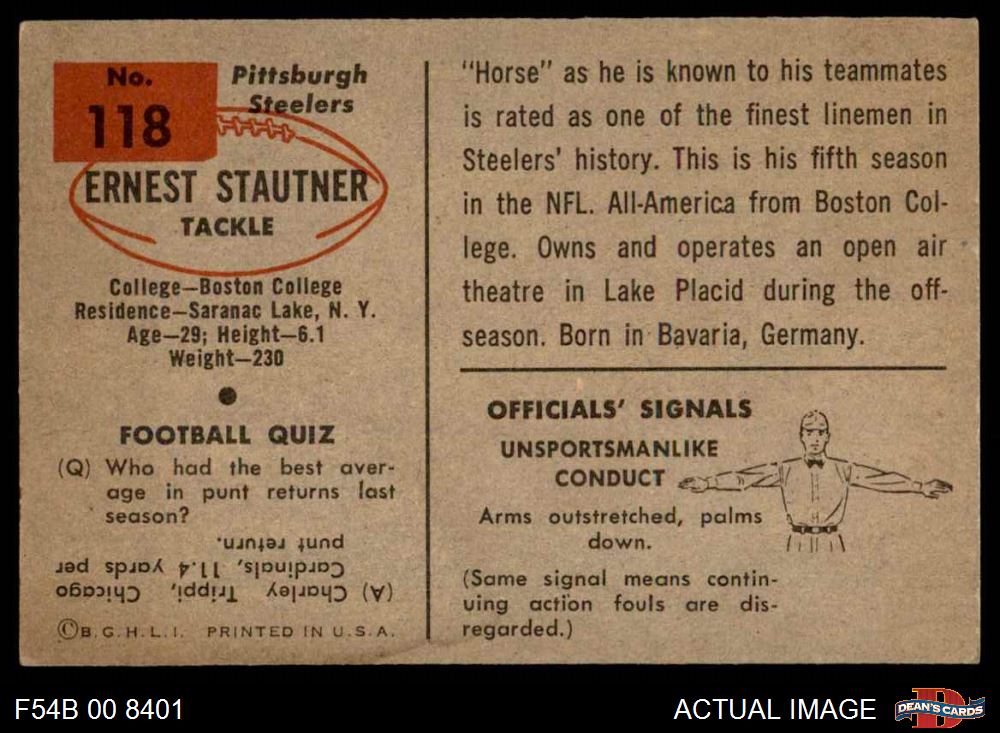 No.
118
Pittsburgh
Steelers
ERNEST STAUTNER
TACKLE
College—Boston College
Residence—Saranac Lake, N. Y.
Age—29; Height—6.1
Weight—230
FOOTBALL QUIZ
(Q) Who had the best aver-
age in punt returns last
season?
(A) Charley Trippi, Chicago
Cardinals, 11.4 yards per
punt return.
©B. G. H. L. I. PRINTED IN U. S. A.
"Horse" as he is known to his teammates
is rated as one of the finest linemen in
Steelers' history. This is his fifth season
in the NFL. All-America from Boston Col-
lege. Owns and operates an open air
theatre in Lake Placid during the off-
season. Born in Bavaria, Germany.
OFFICIALS' SIGNALS
UNSPORTSMANLIKE
CONDUCT
Arms outstretched, palms
down.
(Same signal means contin-
uing action fouls are dis-
regarded.)
F54B 00 8401
ACTUAL IMAGE
D
DEAN'S CARDS